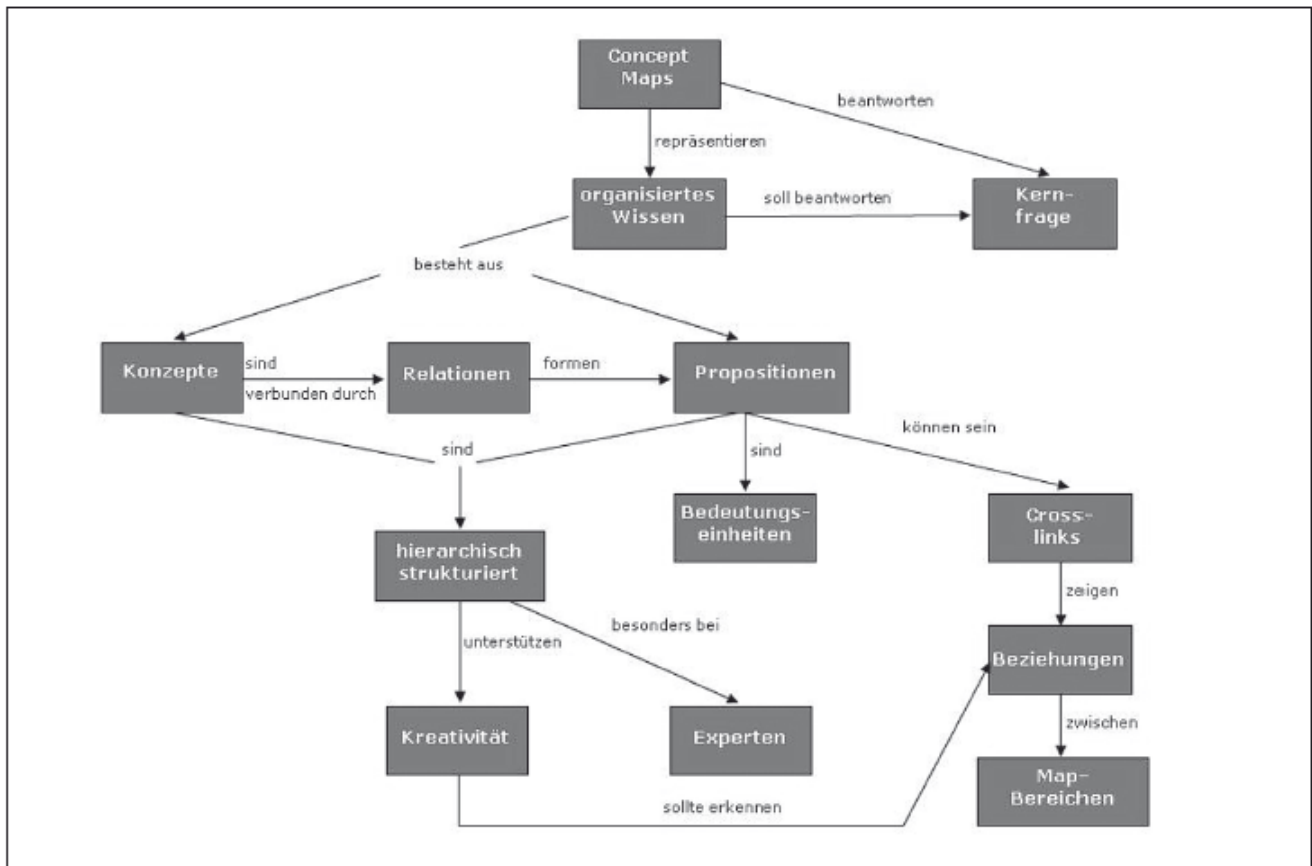 Concept
Maps
beantworten
repräsentieren
organisiertes
Wissen
soll beantworten
Kern-
frage
besteht aus
Konzepte
sind
verbunden durch
Relationen
formen
Propositionen
sind
sind
können sein
Bedeutungs-
einheiten
Cross-
links
hierarchisch
strukturiert
zeigen
besonders bei
unterstützen
Beziehungen
Kreativität
Experten
zwischen
Map-
Bereichen
sollte erkennen